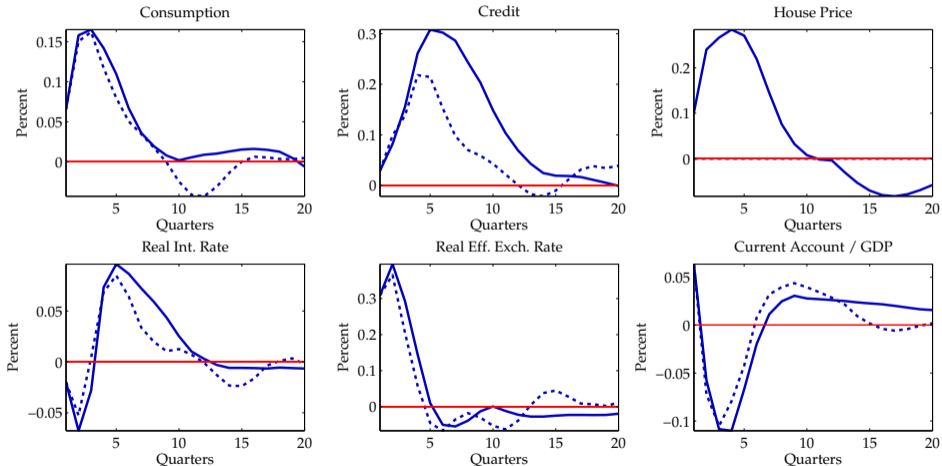 Consumption
Percent
0.15
0.1
0.05
0
5
10
15
20
Quarters
Credit
Percent
0.3
0.2
0.1
0
5
10
15
20
Quarters
House Price
Percent
0.2
0.1
0
5
10
15
20
Quarters
Real Int. Rate
Percent
0.05
0
−0.05
5
10
15
20
Quarters
Real Eff. Exch. Rate
Percent
0.3
0.2
0.1
0
5
10
15
20
Quarters
Current Account / GDP
Percent
0.05
0
−0.05
−0.1
5
10
15
20
Quarters